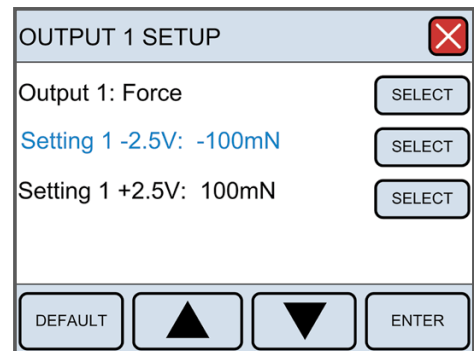 OUTPUT 1 SETUP
Output 1: Force SELECT
Setting 1 -2.5V: -100mN SELECT
Setting 1 +2.5V: 100mN SELECT
DEFAULT ENTER